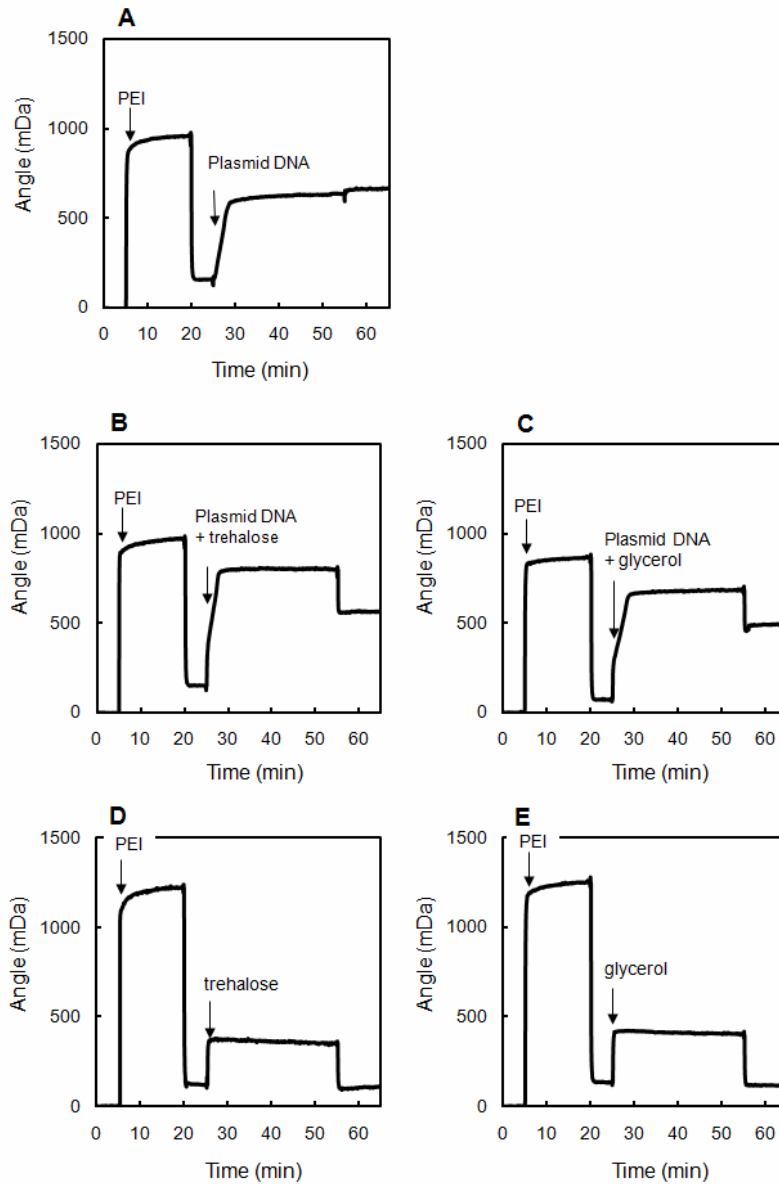 A
1500
1000
500
0
Angle (mDa)
PEI
Plasmid DNA
0 10 20 30 40 50 60
Time (min)
B
1500
1000
500
0
Angle (mDa)
PEI
Plasmid DNA
+ trehalose
0 10 20 30 40 50 60
Time (min)
C
1500
1000
500
0
Angle (mDa)
PEI
Plasmid DNA
+ glycerol
0 10 20 30 40 50 60
Time (min)
D
1500
1000
500
0
Angle (mDa)
PEI
trehalose
0 10 20 30 40 50 60
Time (min)
E
1500
1000
500
0
Angle (mDa)
PEI
glycerol
0 10 20 30 40 50 60
Time (min)